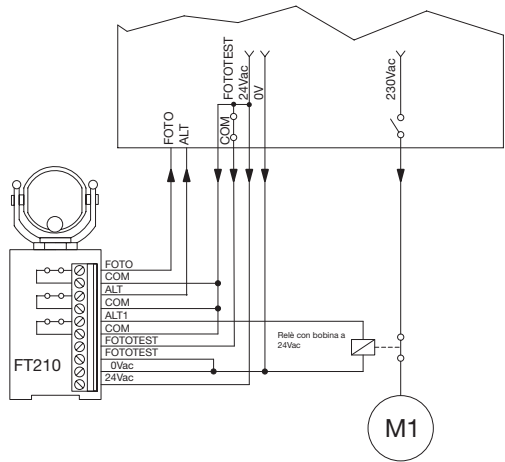 FOTOTEST
24Vac
0V
230Vac
FOTO
ALT
COM
FOTO
COM
ALT
COM
ALT1
COM
FOTOTEST
FOTOTEST
0Vac
24Vac
FT210
Relè con bobina a
24Vac
M1